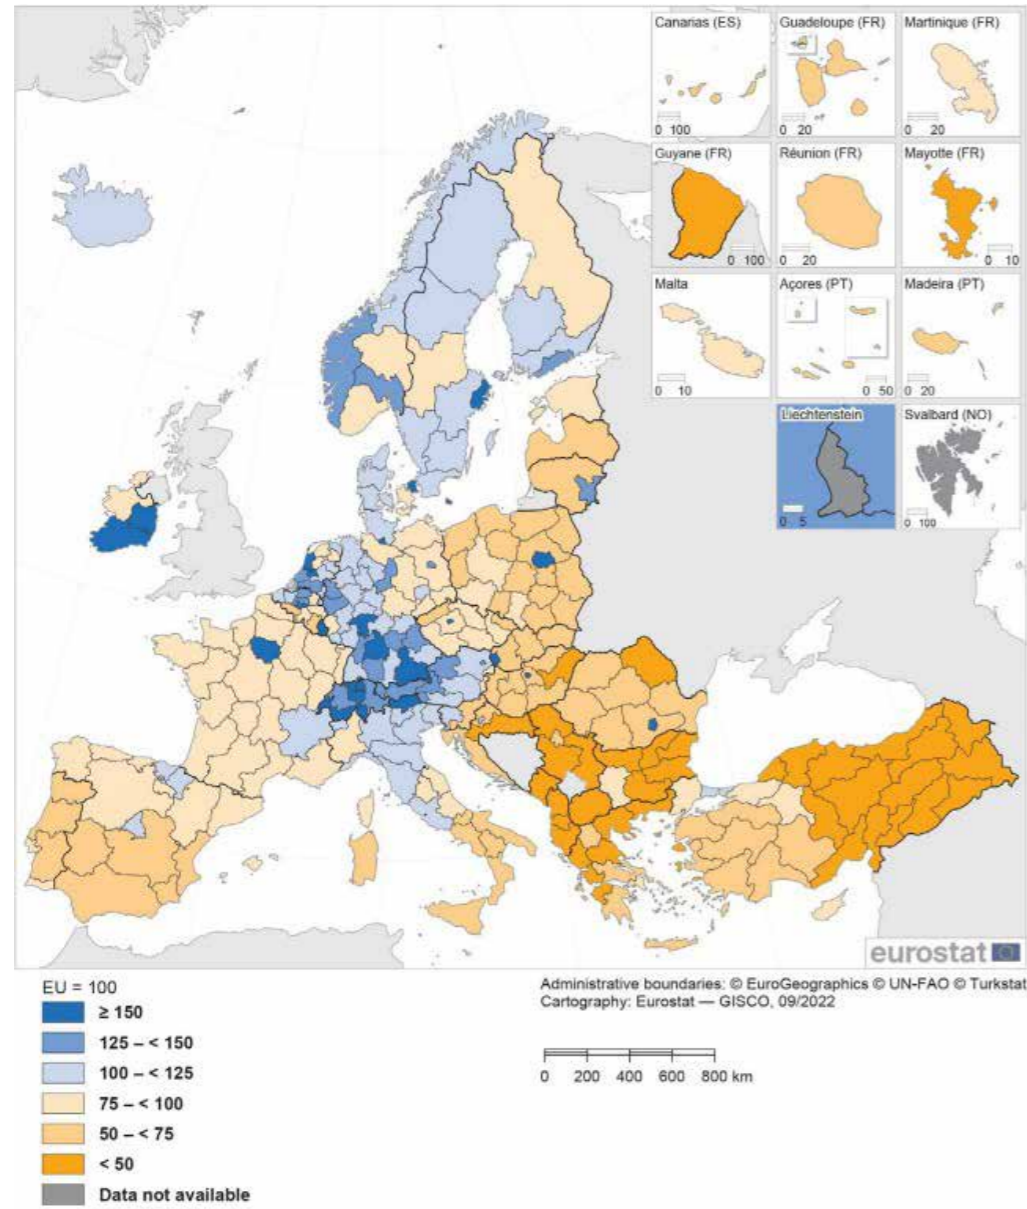 Canarias (ES)
0 100
Guadeloupe (FR)
0 20
Martinique (FR)
0 20
Guyane (FR)
0 100
Réunion (FR)
0 20
Mayotte (FR)
0 10
Malta
0 10
Açores (PT)
0 50
Madeira (PT)
0 20
Liechtenstein
0 5
Svalbard (NO)
0 100
eurostat
EU = 100
≥ 150
125 – < 150
100 – < 125
75 – < 100
50 – < 75
< 50
Data not available
Administrative boundaries: © EuroGeographics © UN-FAO © Turkstat
Cartography: Eurostat — GISCO, 09/2022
0 200 400 600 800 km